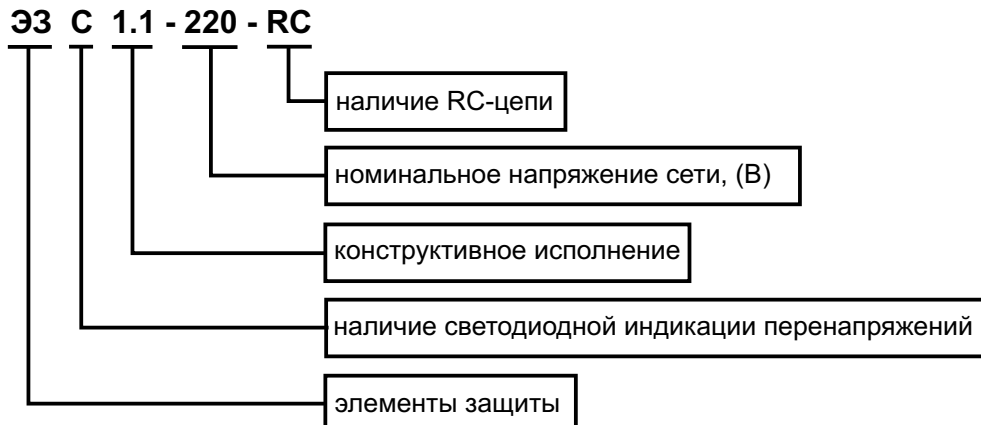 ЭЗ С 1.1 - 220 - RC
наличие RC-цепи
номинальное напряжение сети, (В)
конструктивное исполнение
наличие светодиодной индикации перенапряжений
элементы защиты